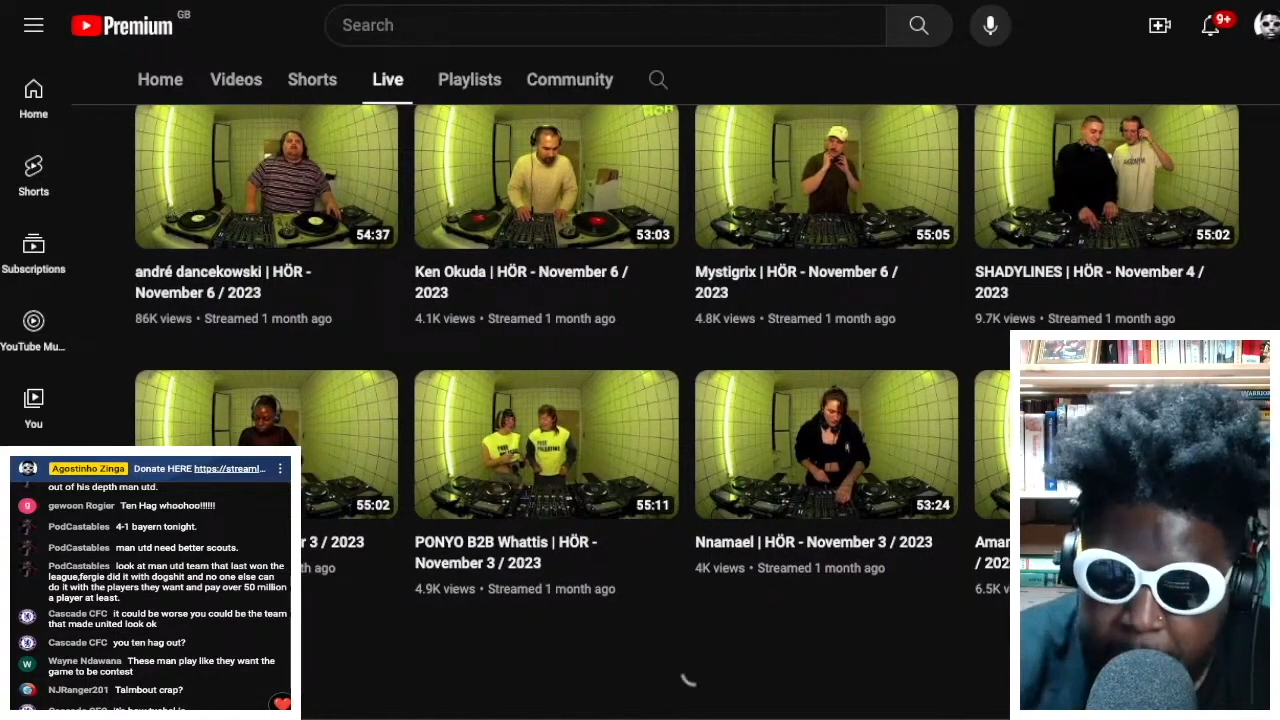 Premium GB
Search
9+
Home Videos Shorts Live Playlists Community
Home
Shorts
Subscriptions
YouTube Mu...
You
HÖR
54:37
53:03
55:05
55:02
andré dancekowski | HÖR -
November 6 / 2023
86K views • Streamed 1 month ago
Ken Okuda | HÖR - November 6 /
2023
4.1K views • Streamed 1 month ago
Mystigrix | HÖR - November 6 /
2023
4.8K views • Streamed 1 month ago
SHADYLINES | HÖR - November 4 /
2023
9.7K views • Streamed 1 month ago
55:02
55:11
53:24
r 3 / 2023
th ago
PONYO B2B Whattis | HÖR -
November 3 / 2023
4.9K views • Streamed 1 month ago
Nnamael | HÖR - November 3 / 2023
4K views • Streamed 1 month ago
Amar
/ 202
6.5K v
Agostinho Zinga Donate HERE https://streaml...
out of his depth man utd.
gewoon Rogier Ten Hag whoohoo!!!!!!
PodCastables 4-1 bayern tonight.
PodCastables man utd need better scouts.
PodCastables look at man utd team that last won the
league,fergie did it with dogshit and no one else can
do it with the players they want and pay over 50 million
a player at least.
Cascade CFC it could be worse you could be the team
that made united look ok
Cascade CFC you ten hag out?
Wayne Ndawana These man play like they want the
game to be contest
NJRanger201 Talmbout crap?
Cascade CFC